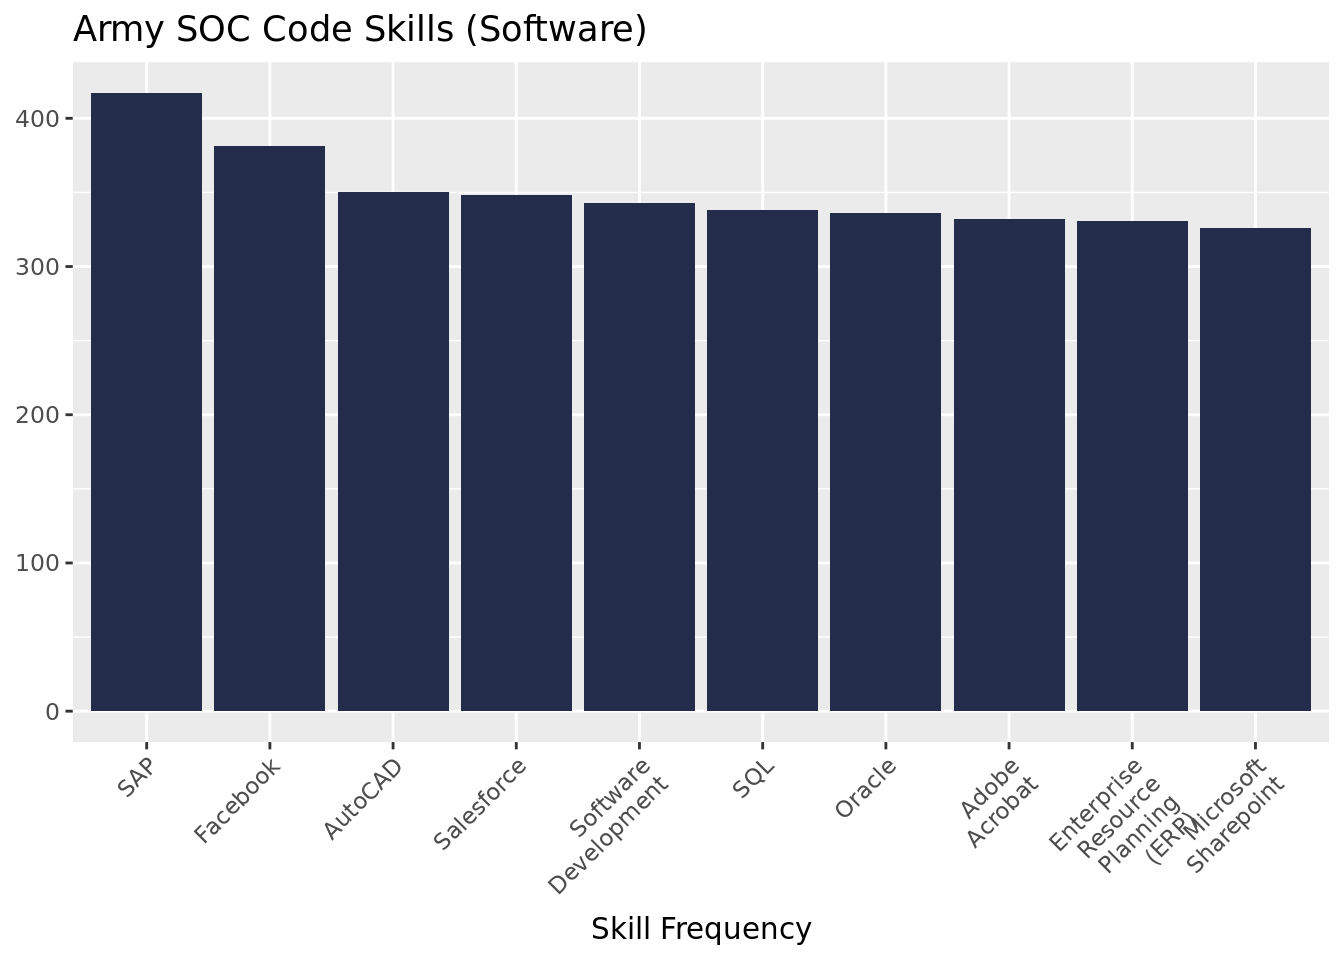 Army SOC Code Skills (Software)
400
300
200
100
0
SAP
Facebook
AutoCAD
Salesforce
Software
Development
SQL
Oracle
Adobe
Acrobat
Enterprise
Resource
Planning
(ERP)
Microsoft
Sharepoint
Skill Frequency